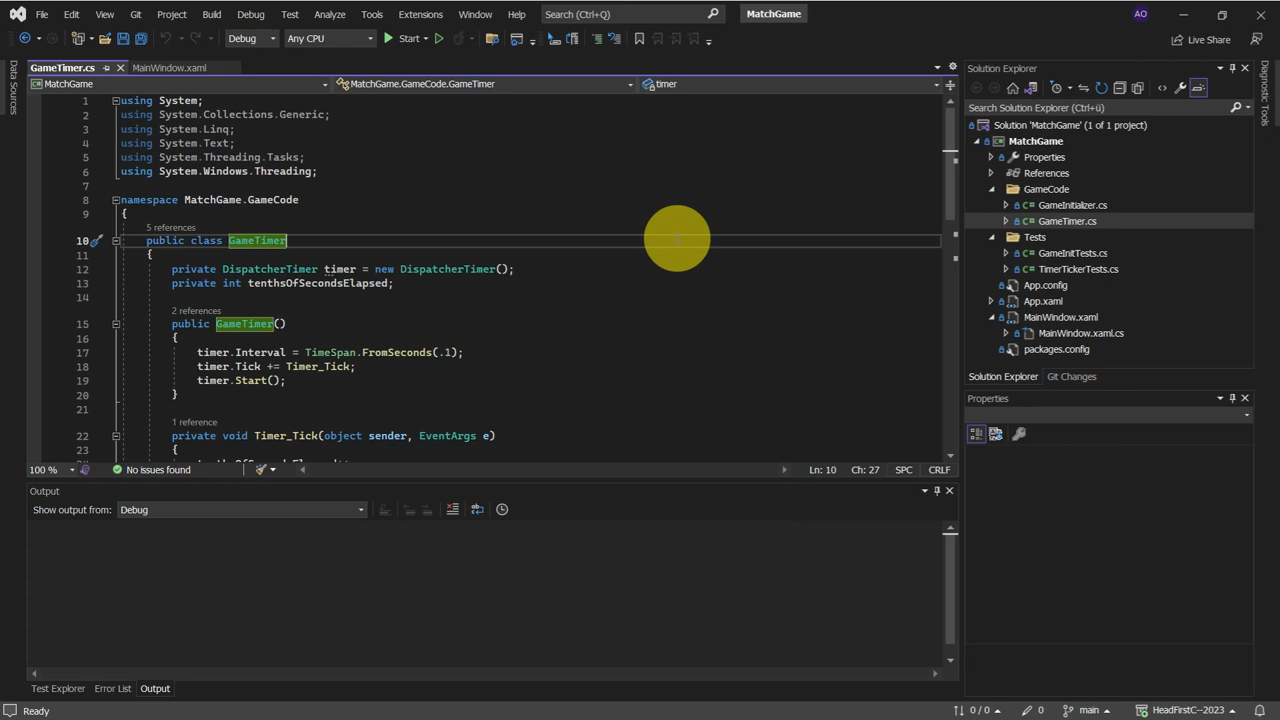 File Edit View Git Project Build Debug Test Analyze Tools Extensions Window Help Search (Ctrl+Q) MatchGame AO
Debug Any CPU Start Live Share
GameTimer.cs MainWindow.xaml
MatchGame MatchGame.GameCode.GameTimer timer
Data Sources
1 using System;
2 using System.Collections.Generic;
3 using System.Linq;
4 using System.Text;
5 using System.Threading.Tasks;
6 using System.Windows.Threading;
7
8 namespace MatchGame.GameCode
9 {
5 references
10 public class GameTimer
11 {
12 private DispatcherTimer timer = new DispatcherTimer();
13 private int tenthsOfSecondsElapsed;
14
2 references
15 public GameTimer()
16 {
17 timer.Interval = TimeSpan.FromSeconds(.1);
18 timer.Tick += Timer_Tick;
19 timer.Start();
20 }
21
1 reference
22 private void Timer_Tick(object sender, EventArgs e)
23 {
100 % No issues found Ln: 10 Ch: 27 SPC CRLF
Output
Show output from: Debug
Test Explorer Error List Output
Solution Explorer
Search Solution Explorer (Ctrl+ü)
Solution 'MatchGame' (1 of 1 project)
MatchGame
Properties
References
GameCode
C# GameInitializer.cs
C# GameTimer.cs
Tests
C# GameInitTests.cs
C# TimerTickerTests.cs
App.config
App.xaml
MainWindow.xaml
MainWindow.xaml.cs
packages.config
Solution Explorer Git Changes
Properties
Diagnostic Tools
Ready 0 / 0 0 main HeadFirstC--2023